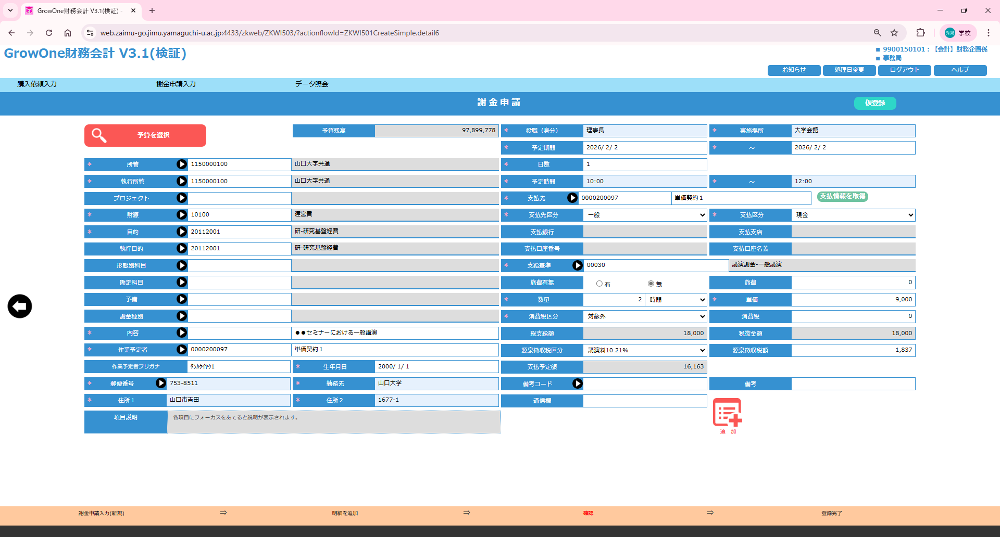 GrowOne財務会計 V3.1(検証) -
web.zaimu-go.jimu.yamaguchi-u.ac.jp:4433/zkweb/ZKWI503/?actionflowId=ZKWI501CreateSimple.detail6
秀見 学校
GrowOne財務会計 V3.1(検証)
■ 9900150101：【会計】財務企画係
■ 事務局
お知らせ 処理日変更 ログアウト ヘルプ
購入依頼入力 謝金申請入力 データ照会
謝金申請 仮登録
予算を選択 予算残高 97,899,778 * 役職（身分） 理事長 * 実施場所 大学会館
* 予定期間 2026/ 2/ 2 * ～ 2026/ 2/ 2
* 所管 1150000100 山口大学共通 * 日数 1
* 執行所管 1150000100 山口大学共通 * 予定時間 10:00 * ～ 12:00
プロジェクト * 支払先 0000200097 単価契約１ 支払情報を取得
* 財源 10100 運営費 * 支払先区分 一般 * 支払区分 現金
* 目的 20112001 研-研究基盤経費 支払銀行 支払支店
執行目的 20112001 研-研究基盤経費 支払口座番号 支払口座名義
形態別科目 * 支給基準 00030 講演謝金-一般講演
勘定科目 旅費有無 有 無 旅費 0
予備 * 数量 2 時間 * 単価 9,000
謝金種別 * 消費税区分 対象外 消費税 0
* 内容 ●●セミナーにおける一般講演 総支給額 18,000 税抜金額 18,000
* 作業予定者 0000200097 単価契約１ 源泉徴収税区分 講演料10.21% 源泉徴収税額 1,837
作業予定者フリガナ ﾀﾝｶｹｲﾔｸ1 * 生年月日 2000/ 1/ 1 支払予定額 16,163
* 郵便番号 753-8511 * 勤務先 山口大学 備考コード 備考
* 住所１ 山口市吉田 * 住所２ 1677-1 通信欄
項目説明 各項目にフォーカスをあてると説明が表示されます。
追 加
謝金申請入力(新規) ⇒ 明細を追加 ⇒ 確認 ⇒ 登録完了